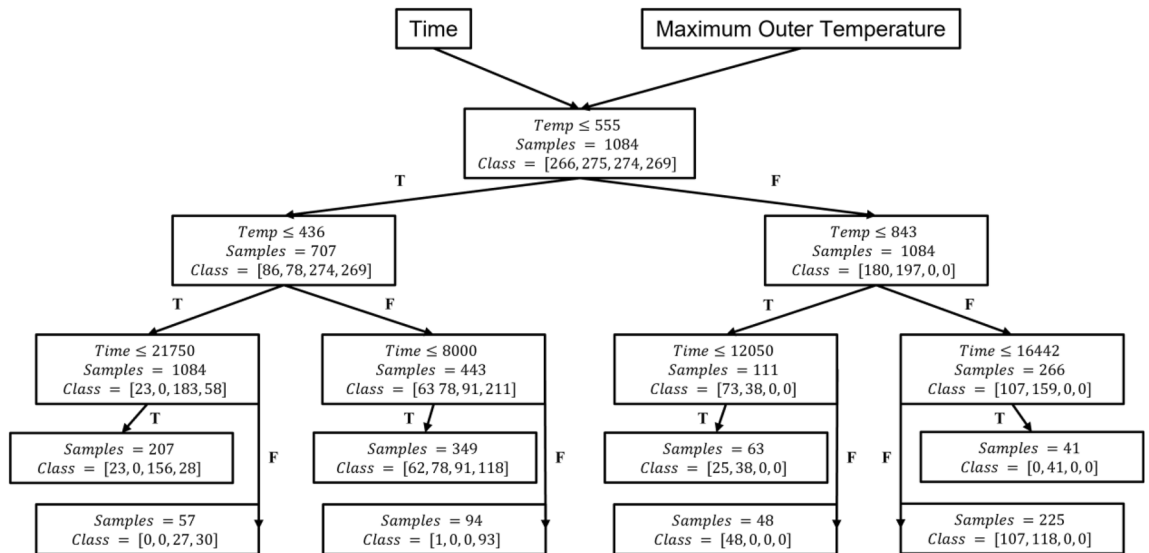 Time
Maximum Outer Temperature
Temp ≤ 555
Samples = 1084
Class = [266, 275, 274, 269]
T
F
Temp ≤ 436
Samples = 707
Class = [86, 78, 274, 269]
Temp ≤ 843
Samples = 1084
Class = [180, 197, 0, 0]
T
F
T
F
Time ≤ 21750
Samples = 1084
Class = [23, 0, 183, 58]
Time ≤ 8000
Samples = 443
Class = [63 78, 91, 211]
Time ≤ 12050
Samples = 111
Class = [73, 38, 0, 0]
Time ≤ 16442
Samples = 266
Class = [107, 159, 0, 0]
T
T
T
T
Samples = 207
Class = [23, 0, 156, 28]
F
Samples = 349
Class = [62, 78, 91, 118]
F
Samples = 63
Class = [25, 38, 0, 0]
F
F
Samples = 41
Class = [0, 41, 0, 0]
Samples = 57
Class = [0, 0, 27, 30]
Samples = 94
Class = [1, 0, 0, 93]
Samples = 48
Class = [48, 0, 0, 0]
Samples = 225
Class = [107, 118, 0, 0]